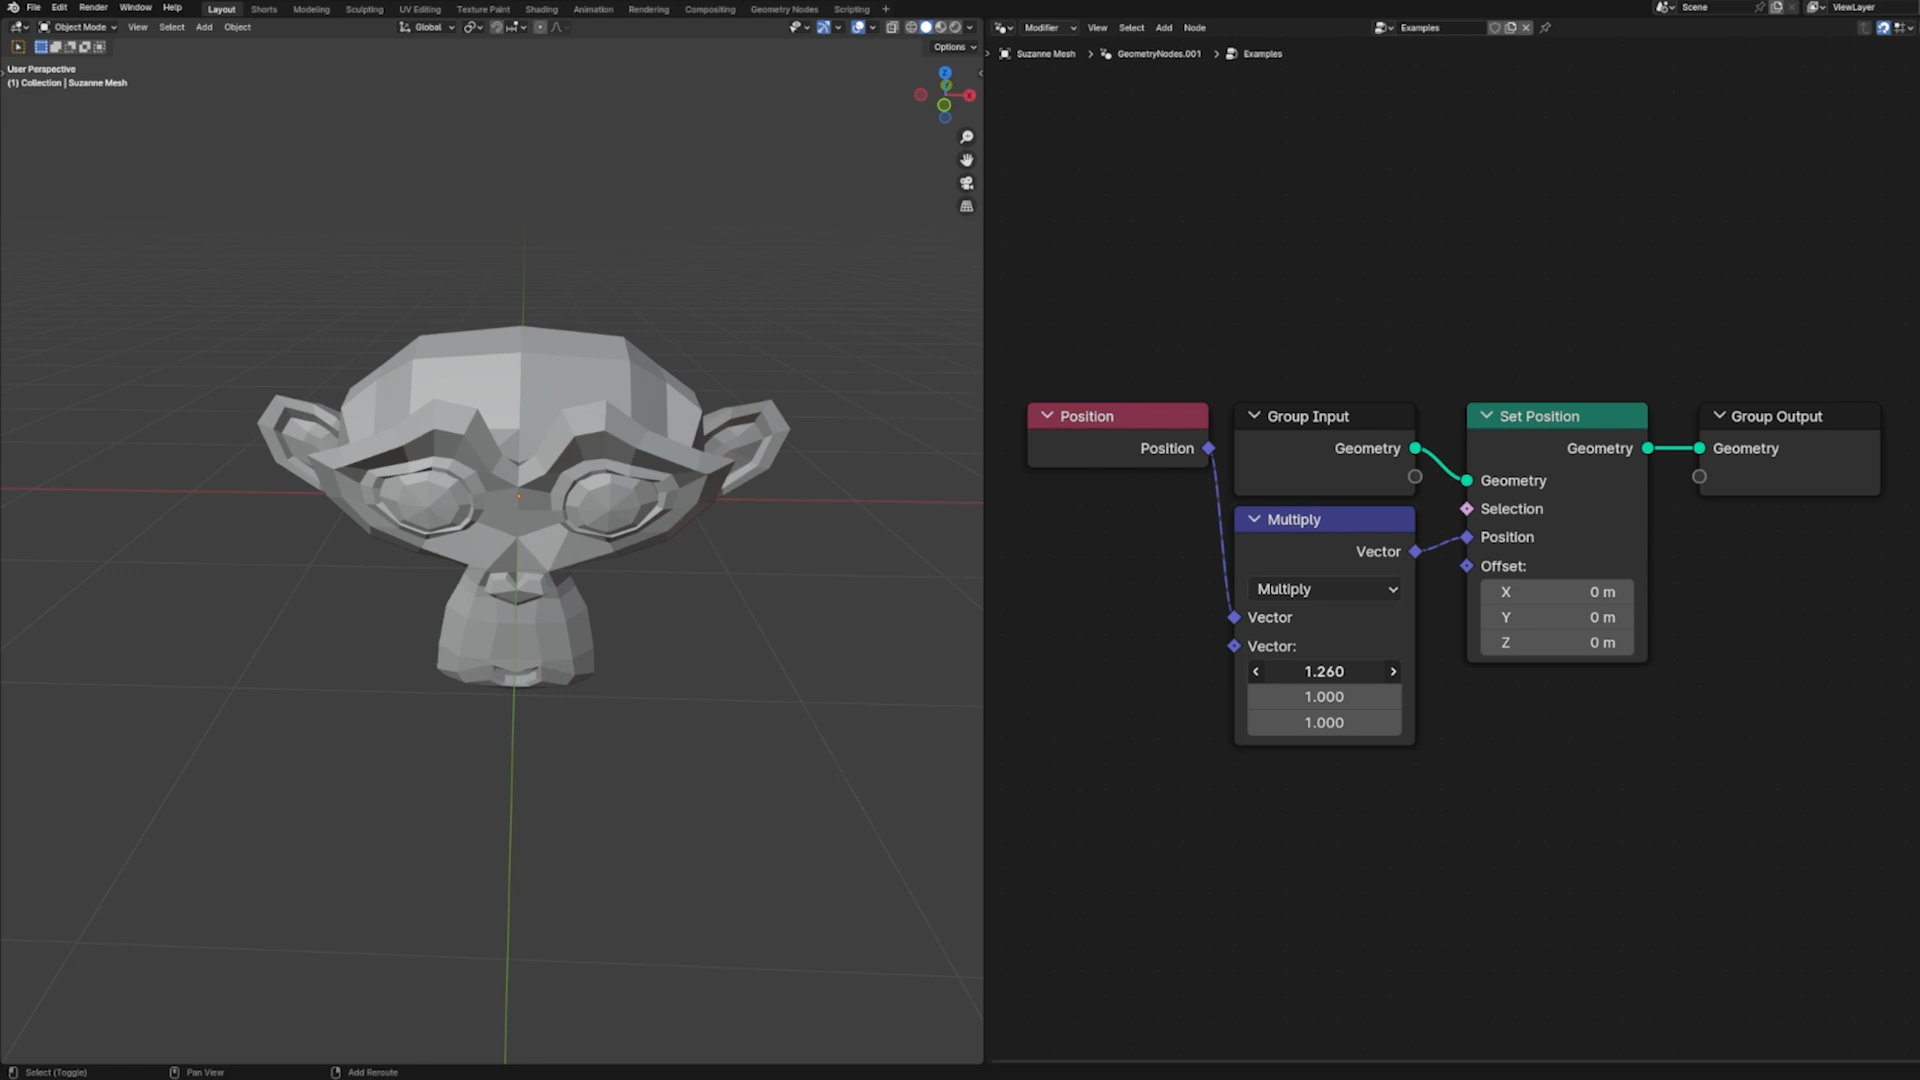 File Edit Render Window Help Layout Shorts Modeling Sculpting UV Editing Texture Paint Shading Animation Rendering Compositing Geometry Nodes Scripting + Scene ViewLayer
Object Mode View Select Add Object Global Modifier View Select Add Node Examples
Options
Suzanne Mesh > GeometryNodes.001 > Examples
User Perspective
(1) Collection | Suzanne Mesh
Z
Y
X
Position
Position
Group Input
Geometry
Multiply
Vector
Multiply
Vector
Vector:
1.260
1.000
1.000
Set Position
Geometry
Geometry
Selection
Position
Offset:
X 0 m
Y 0 m
Z 0 m
Group Output
Geometry
Select (Toggle) Pan View Add Reroute